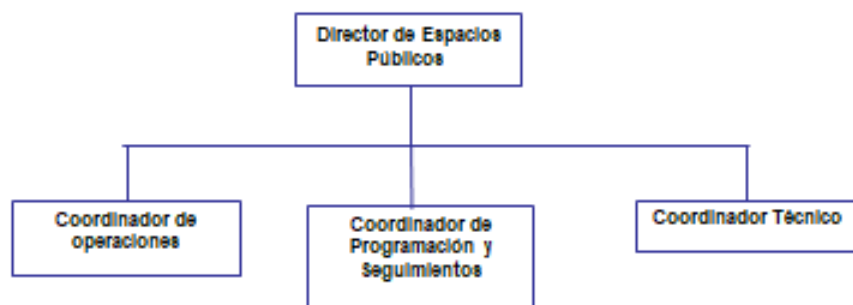 Director de Espacios
Públicos
Coordinador de
operaciones
Coordinador de
Programación y
Seguimientos
Coordinador Técnico